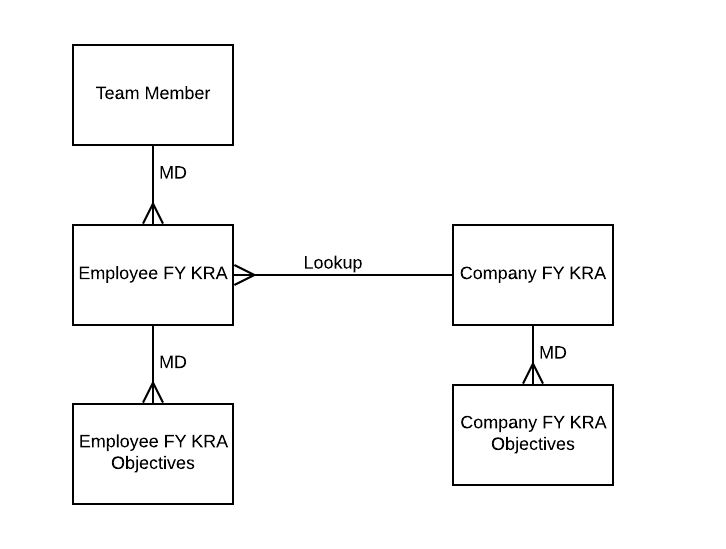 Team Member
MD
Lookup
Employee FY KRA
Company FY KRA
MD
MD
Employee FY KRA
Objectives
Company FY KRA
Objectives